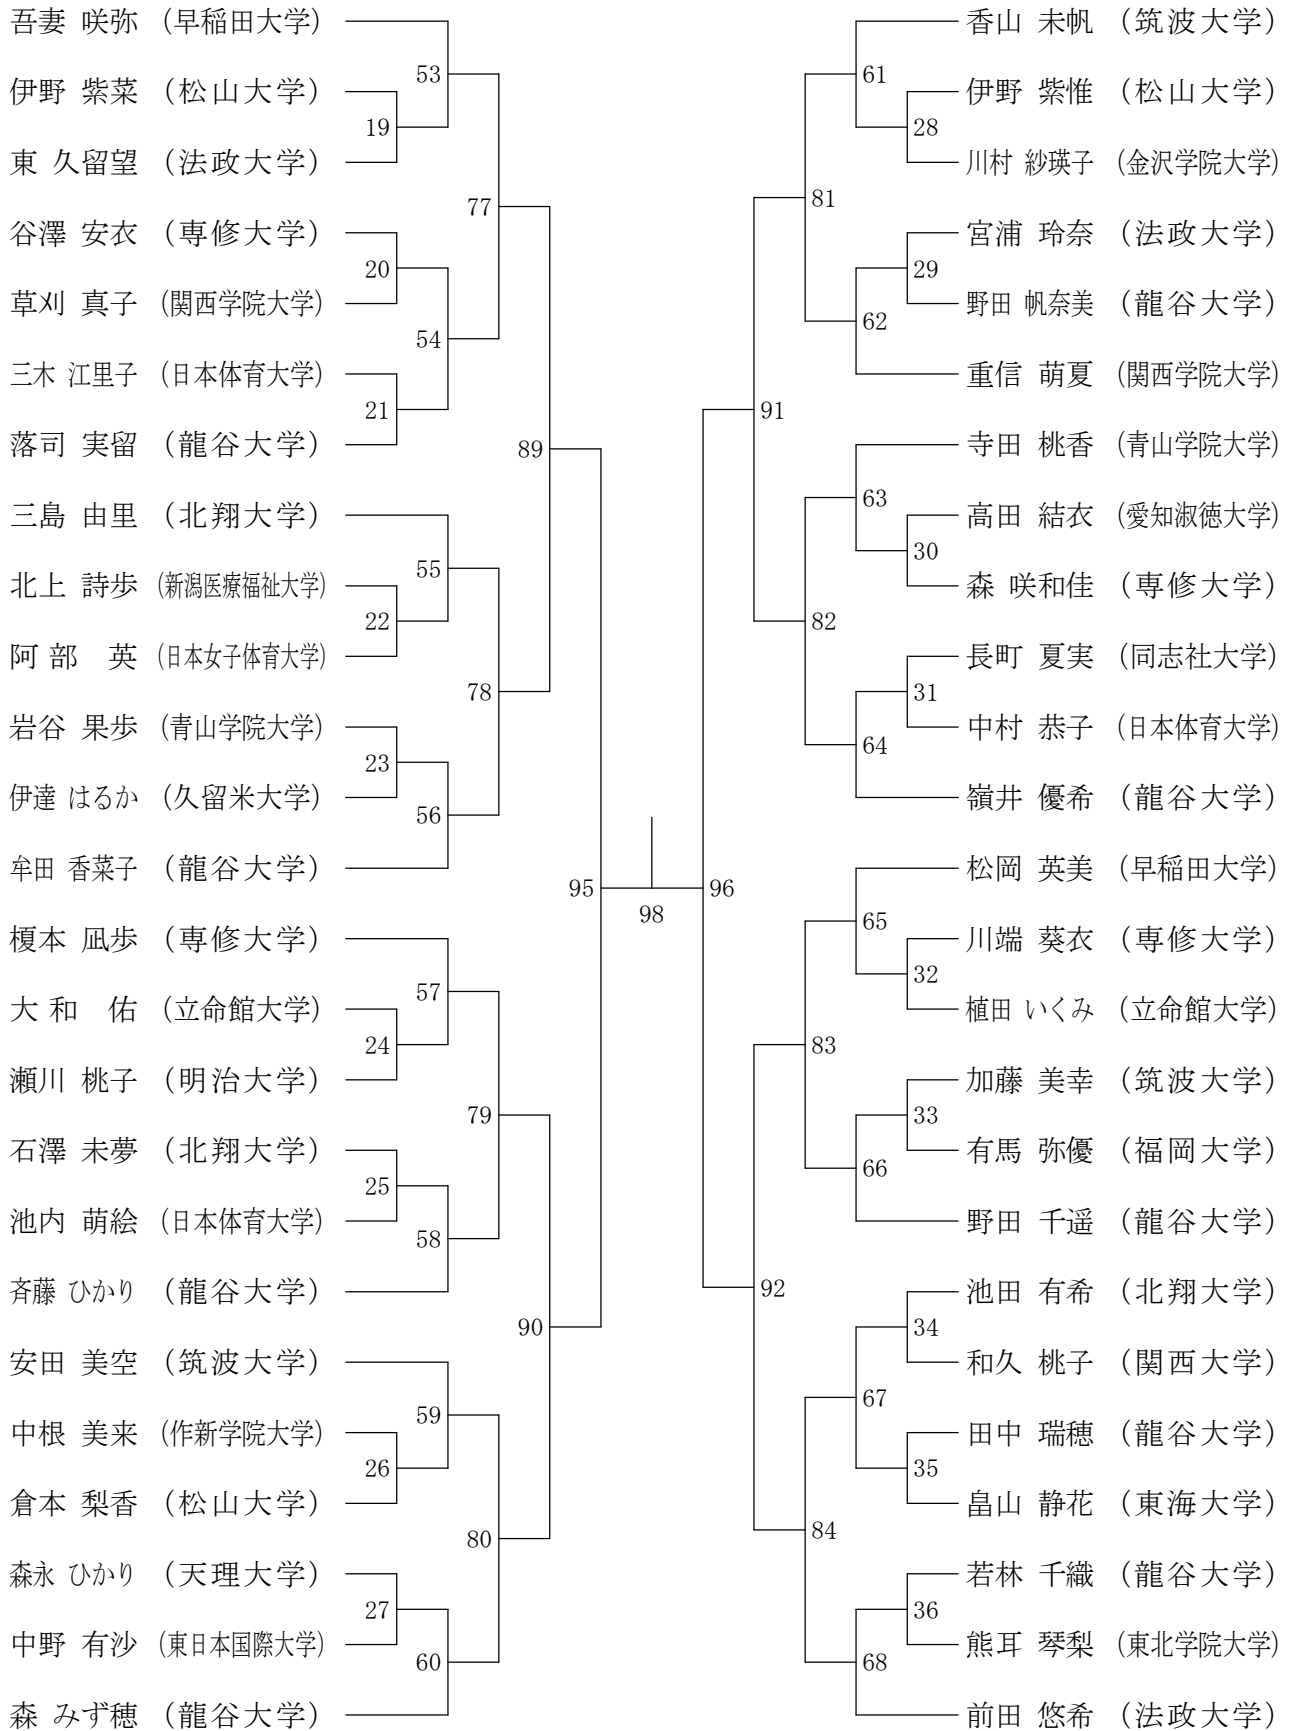 吾妻 咲弥 (早稲田大学)
53
伊野 紫菜 (松山大学)
19
東 久留望 (法政大学)
77
谷澤 安衣 (専修大学)
20
草刈 真子 (関西学院大学)
54
三木 江里子 (日本体育大学)
21
落司 実留 (龍谷大学)
89
三島 由里 (北翔大学)
55
北上 詩歩 (新潟医療福祉大学)
22
阿部 英 (日本女子体育大学)
78
岩谷 果歩 (青山学院大学)
23
伊達 はるか (久留米大学)
56
牟田 香菜子 (龍谷大学)
95
榎本 凪歩 (専修大学)
57
大和 佑 (立命館大学)
24
瀬川 桃子 (明治大学)
79
石澤 未夢 (北翔大学)
25
池内 萌絵 (日本体育大学)
58
斉藤 ひかり (龍谷大学)
90
安田 美空 (筑波大学)
59
中根 美来 (作新学院大学)
26
倉本 梨香 (松山大学)
80
森永 ひかり (天理大学)
27
中野 有沙 (東日本国際大学)
60
森 みず穂 (龍谷大学)
98
香山 未帆 (筑波大学)
61
伊野 紫惟 (松山大学)
28
川村 紗瑛子 (金沢学院大学)
81
宮浦 玲奈 (法政大学)
29
野田 帆奈美 (龍谷大学)
62
重信 萌夏 (関西学院大学)
91
寺田 桃香 (青山学院大学)
63
高田 結衣 (愛知淑徳大学)
30
森 咲和佳 (専修大学)
82
長町 夏実 (同志社大学)
31
中村 恭子 (日本体育大学)
64
嶺井 優希 (龍谷大学)
96
松岡 英美 (早稲田大学)
65
川端 葵衣 (専修大学)
32
植田 いくみ (立命館大学)
83
加藤 美幸 (筑波大学)
33
有馬 弥優 (福岡大学)
66
野田 千遥 (龍谷大学)
92
池田 有希 (北翔大学)
34
和久 桃子 (関西大学)
67
田中 瑞穂 (龍谷大学)
35
畠山 静花 (東海大学)
84
若林 千織 (龍谷大学)
36
熊耳 琴梨 (東北学院大学)
68
前田 悠希 (法政大学)